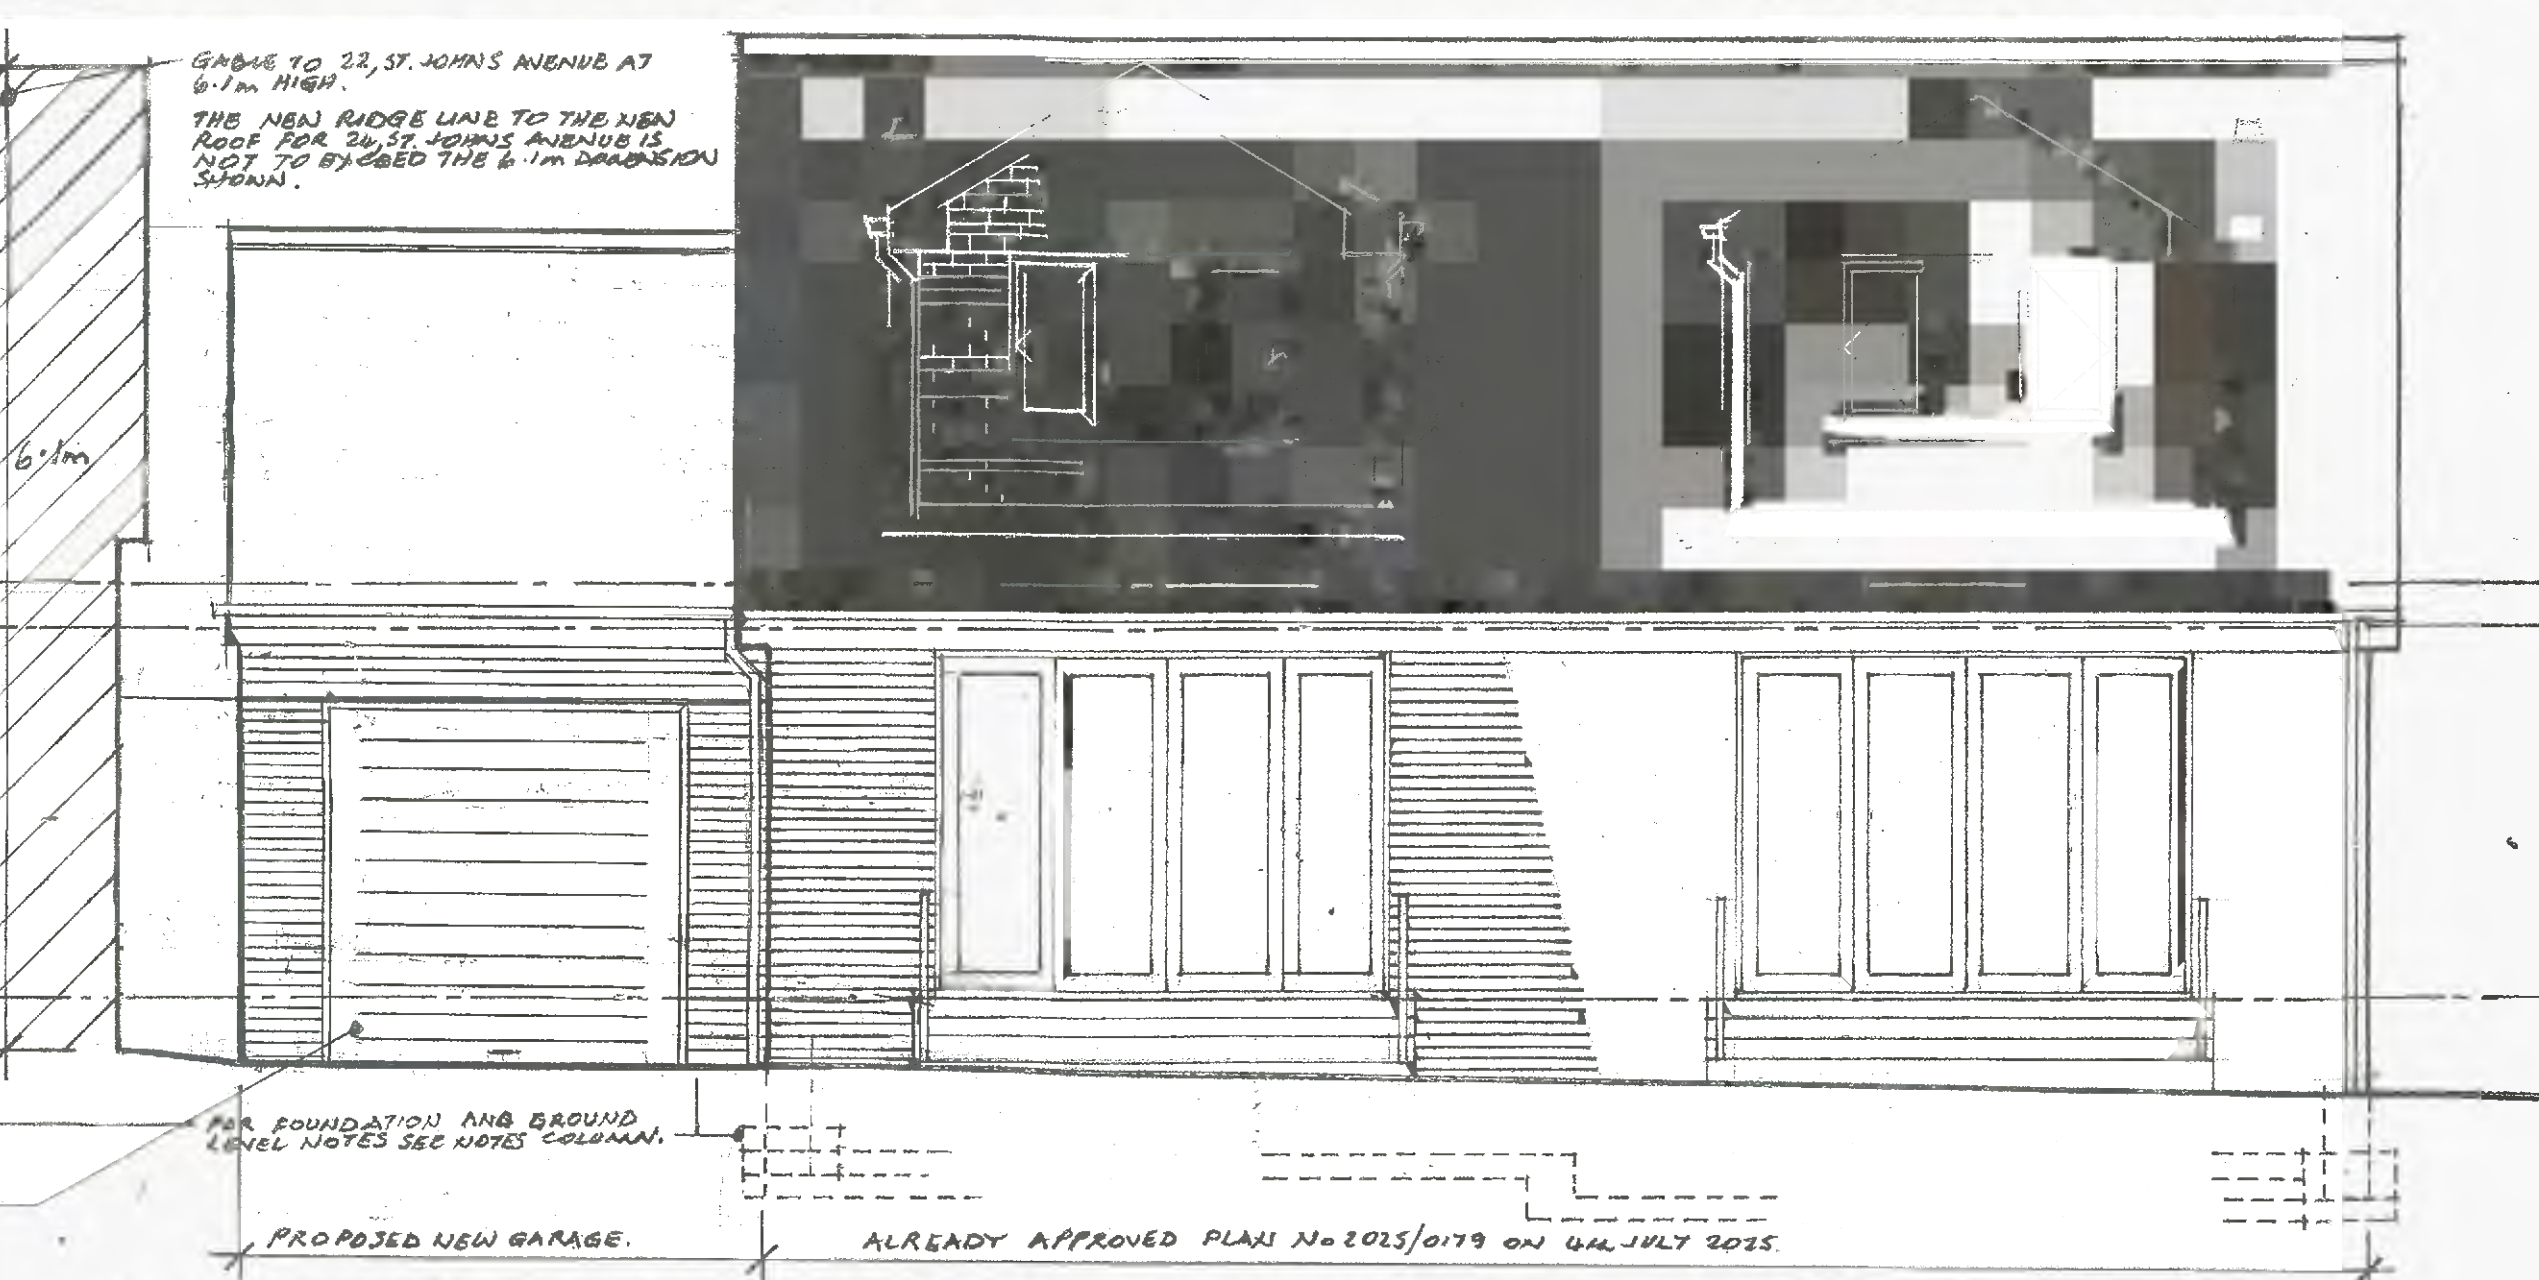 GABLE TO 22, ST. JOHNS AVENUE AT
6.1m HIGH.
THE NEW RIDGE LINE TO THE NEW
ROOF FOR 24, ST. JOHNS AVENUE IS
NOT TO EXCEED THE 6.1m DIMENSION
SHOWN.
6.1m
FOR FOUNDATION AND GROUND
LEVEL NOTES SEE NOTES COLUMN.
PROPOSED NEW GARAGE.
ALREADY APPROVED PLAN No 2025/0179 ON 4th JULY 2025.